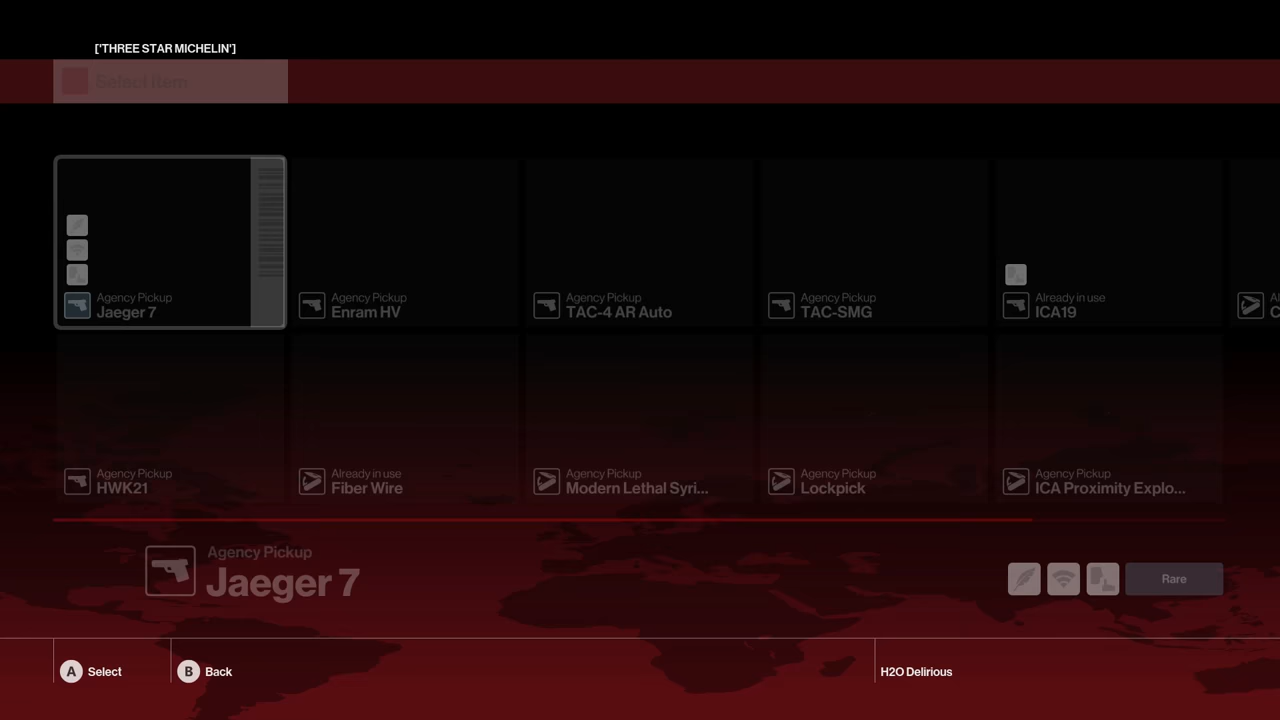 ['THREE STAR MICHELIN']
Select Item
Agency Pickup
Jaeger 7
Agency Pickup
Enram HV
Agency Pickup
TAC-4 AR Auto
Agency Pickup
TAC-SMG
Already in use
ICA19
Agency Pickup
HWK21
Already in use
Fiber Wire
Agency Pickup
Modern Lethal Syri...
Agency Pickup
Lockpick
Agency Pickup
ICA Proximity Explo...
Agency Pickup
Jaeger 7
Rare
A Select
B Back
H2O Delirious